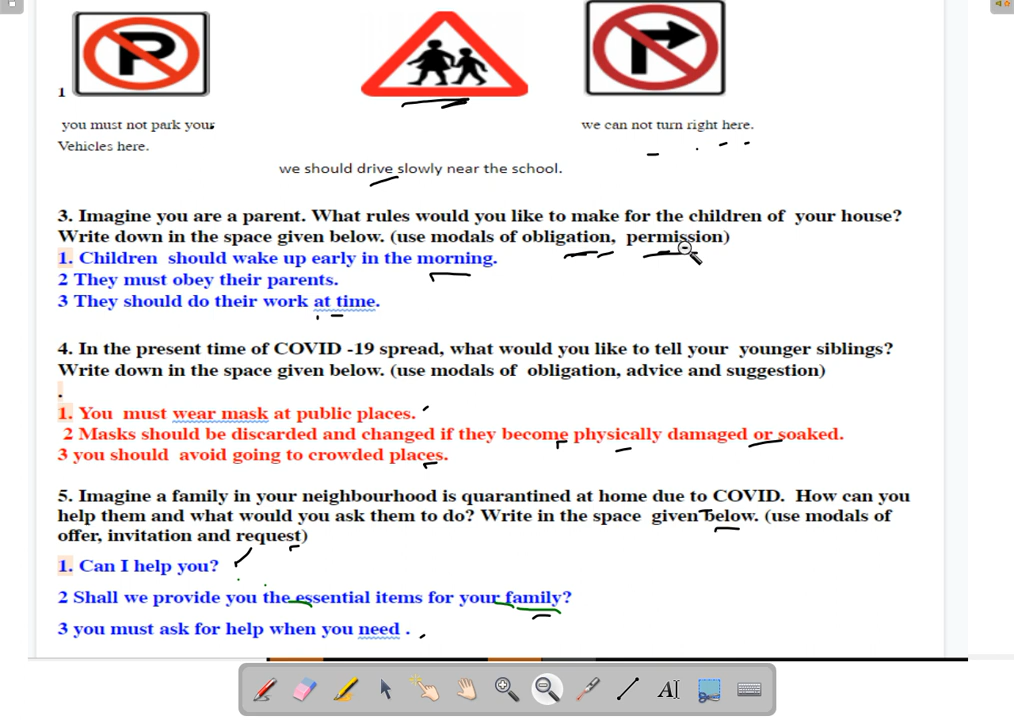 P
1
you must not park your
Vehicles here.
we can not turn right here.
we should drive slowly near the school.
3. Imagine you are a parent. What rules would you like to make for the children of your house?
Write down in the space given below. (use modals of obligation, permission)
1. Children should wake up early in the morning.
2 They must obey their parents.
3 They should do their work at time.
4. In the present time of COVID -19 spread, what would you like to tell your younger siblings?
Write down in the space given below. (use modals of obligation, advice and suggestion)
.
1. You must wear mask at public places.
2 Masks should be discarded and changed if they become physically damaged or soaked.
3 you should avoid going to crowded places.
5. Imagine a family in your neighbourhood is quarantined at home due to COVID. How can you
help them and what would you ask them to do? Write in the space given below. (use modals of
offer, invitation and request)
1. Can I help you?
2 Shall we provide you the essential items for your family?
3 you must ask for help when you need .
AI